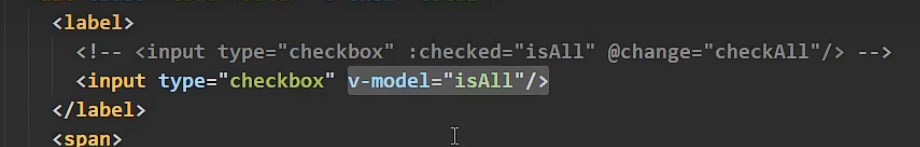 <label>
<!-- <input type="checkbox" :checked="isAll" @change="checkAll"/> -->
<input type="checkbox" v-model="isAll"/>
</label>
<span>